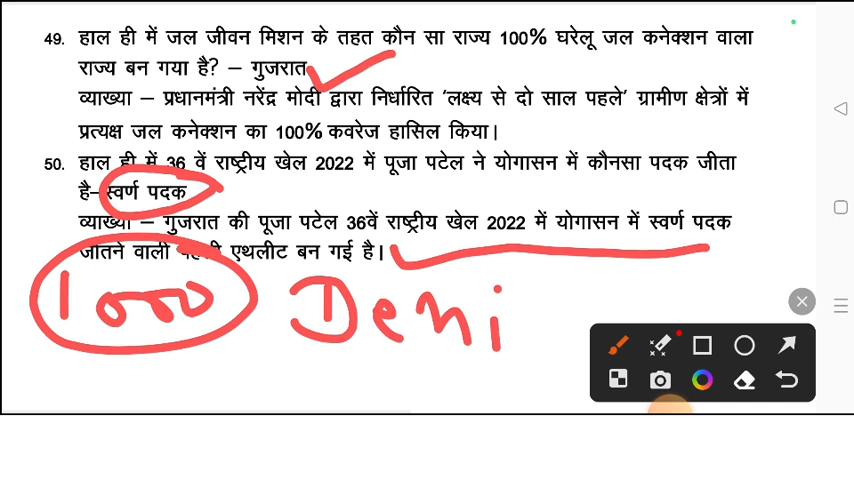 49. हाल ही में जल जीवन मिशन के तहत कौन सा राज्य 100% घरेलू जल कनेक्शन वाला
राज्य बन गया है? – गुजरात
व्याख्या – प्रधानमंत्री नरेंद्र मोदी द्वारा निर्धारित 'लक्ष्य से दो साल पहले' ग्रामीण क्षेत्रों में
प्रत्यक्ष जल कनेक्शन का 100% कवरेज हासिल किया।
50. हाल ही में 36 वें राष्ट्रीय खेल 2022 में पूजा पटेल ने योगासन में कौनसा पदक जीता
है–स्वर्ण पदक
व्याख्या – गुजरात की पूजा पटेल 36वें राष्ट्रीय खेल 2022 में योगासन में स्वर्ण पदक
जीतने वाली पहली एथलीट बन गई है।
1000 Demi